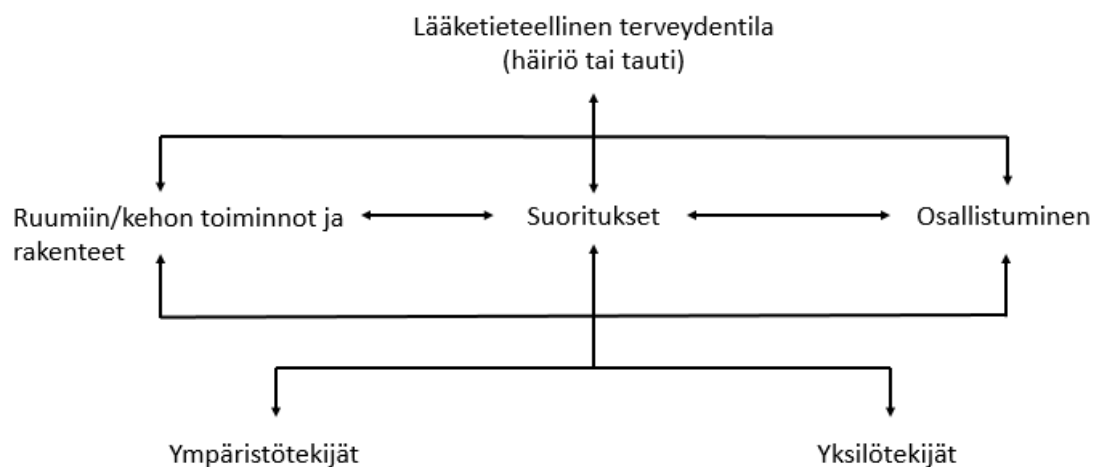 Lääketieteellinen terveydentila
(häiriö tai tauti)
Ruumiin/kehon toiminnot ja
rakenteet
Suoritukset
Osallistuminen
Ympäristötekijät
Yksilötekijät